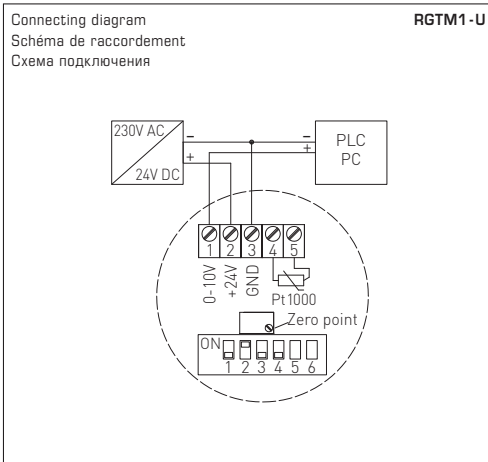 Connecting diagram RGTM1-U
Schéma de raccordement
Схема подключения
230V AC
24V DC
−
+
−
+
PLC
PC
1 2 3 4 5
0-10V
+24V
GND
Pt1000
Zero point
ON
1 2 3 4 5 6